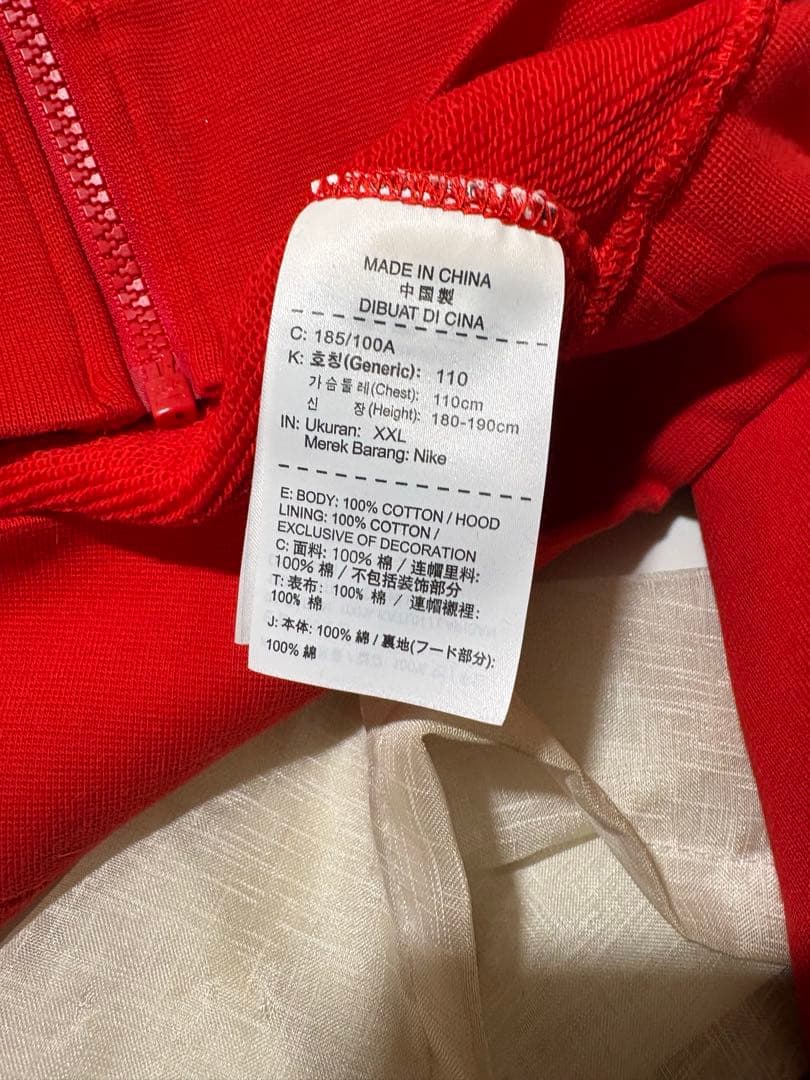 MADE IN CHINA
中国製
DIBUAT DI CINA
C: 185/100A
K: 호칭(Generic): 110
가슴둘레(Chest): 110cm
신 장(Height): 180-190cm
IN: Ukuran: XXL
Merek Barang: Nike
E: BODY: 100% COTTON / HOOD
LINING: 100% COTTON /
EXCLUSIVE OF DECORATION
C: 面料: 100% 棉 / 连帽里料:
100% 棉 / 不包括装饰部分
T: 表布: 100% 棉 / 連帽襯裡:
100% 棉
J: 本体: 100% 綿 / 裏地(フード部分):
100% 綿